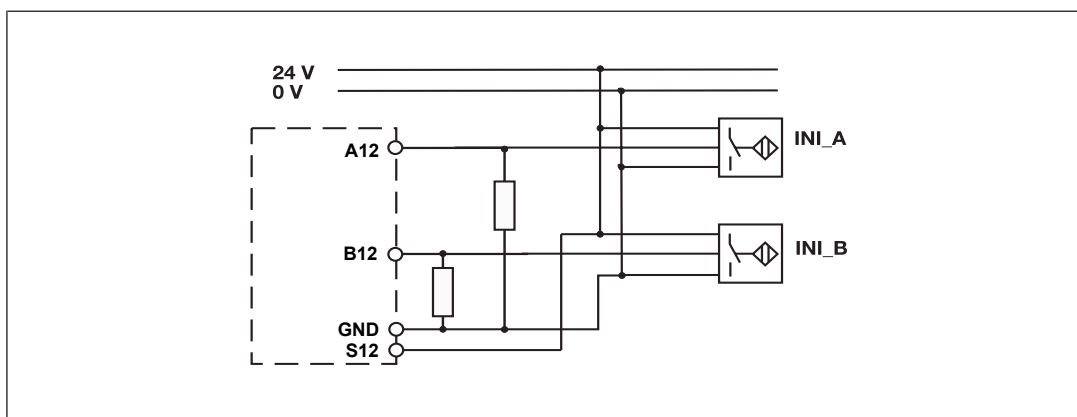 24 V
0 V
A12
INI_A
B12
INI_B
GND
S12